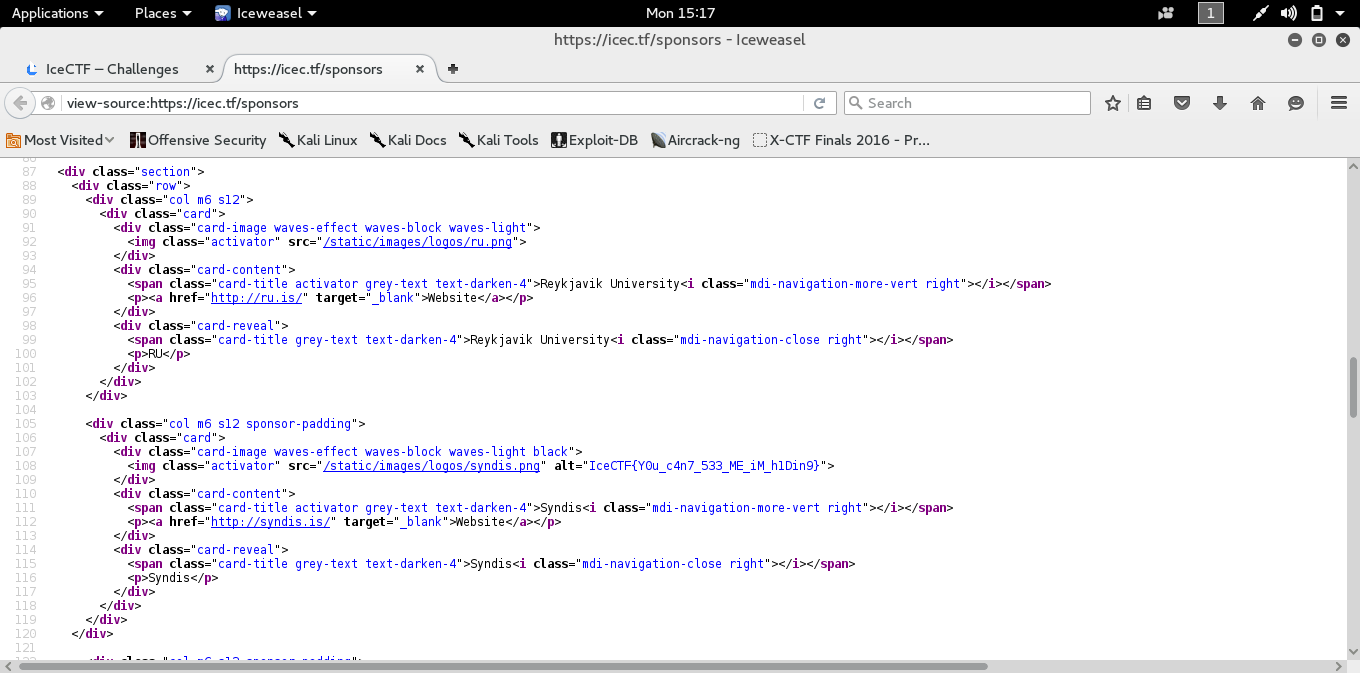 Applications Places Iceweasel Mon 15:17 1
https://icec.tf/sponsors - Iceweasel
IceCTF – Challenges × https://icec.tf/sponsors ×
view-source:https://icec.tf/sponsors Search
Most Visited Offensive Security Kali Linux Kali Docs Kali Tools Exploit-DB Aircrack-ng X-CTF Finals 2016 - Pr...
86
87 <div class="section">
88 <div class="row">
89 <div class="col m6 s12">
90 <div class="card">
91 <div class="card-image waves-effect waves-block waves-light">
92 <img class="activator" src="/static/images/logos/ru.png">
93 </div>
94 <div class="card-content">
95 <span class="card-title activator grey-text text-darken-4">Reykjavik University<i class="mdi-navigation-more-vert right"></i></span>
96 <p><a href="http://ru.is/" target="_blank">Website</a></p>
97 </div>
98 <div class="card-reveal">
99 <span class="card-title grey-text text-darken-4">Reykjavik University<i class="mdi-navigation-close right"></i></span>
100 <p>RU</p>
101 </div>
102 </div>
103 </div>
104
105 <div class="col m6 s12 sponsor-padding">
106 <div class="card">
107 <div class="card-image waves-effect waves-block waves-light black">
108 <img class="activator" src="/static/images/logos/syndis.png" alt="IceCTF{Y0u_c4n7_533_ME_iM_h1Din9}">
109 </div>
110 <div class="card-content">
111 <span class="card-title activator grey-text text-darken-4">Syndis<i class="mdi-navigation-more-vert right"></i></span>
112 <p><a href="http://syndis.is/" target="_blank">Website</a></p>
113 </div>
114 <div class="card-reveal">
115 <span class="card-title grey-text text-darken-4">Syndis<i class="mdi-navigation-close right"></i></span>
116 <p>Syndis</p>
117 </div>
118 </div>
119 </div>
120 </div>
121
122 <div class="col m6 s12 sponsor-padding">